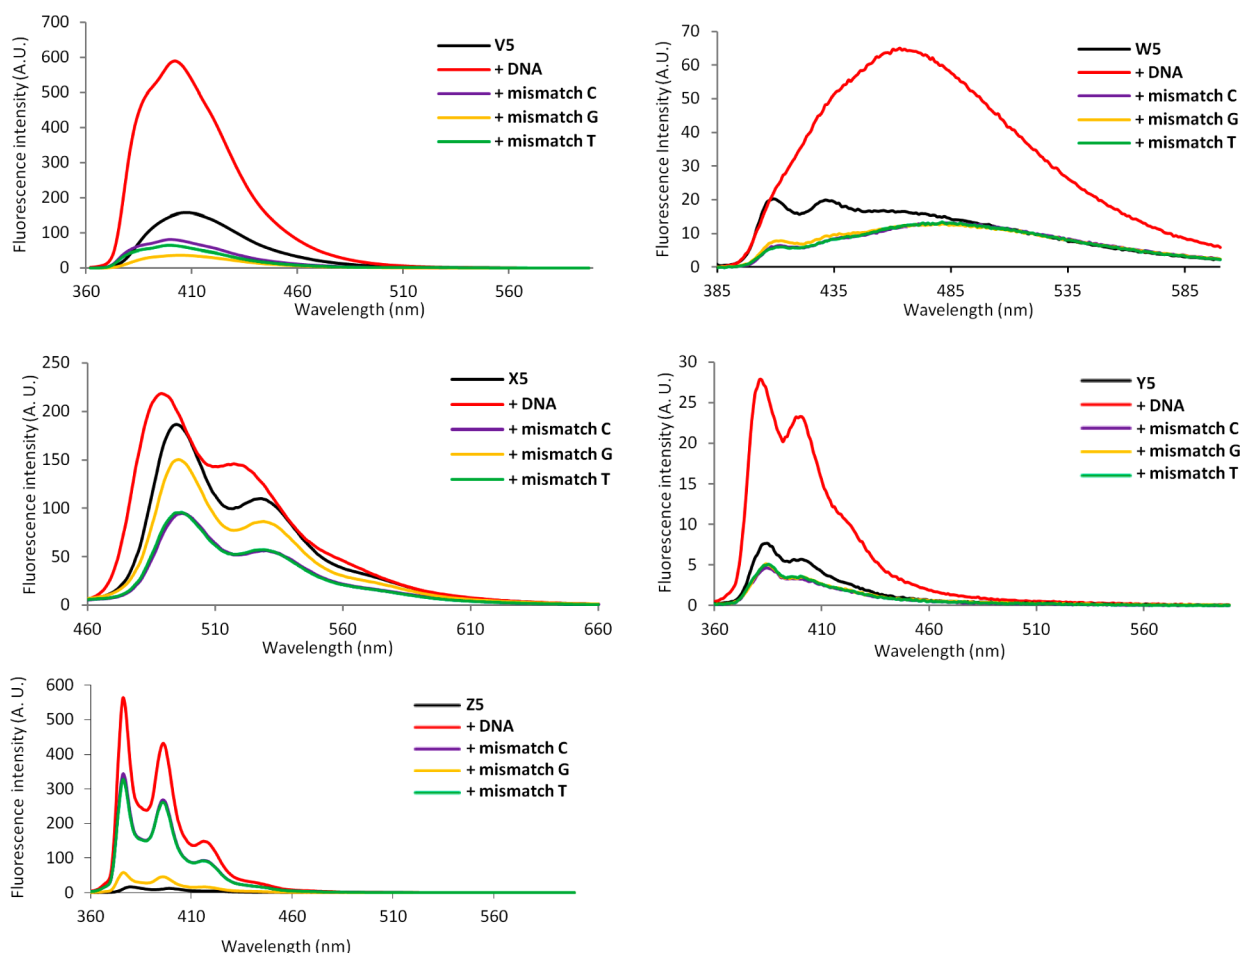 Fluorescence intensity (A.U.)
700
600
500
400
300
200
100
0
V5
+ DNA
+ mismatch C
+ mismatch G
+ mismatch T
360 410 460 510 560
Wavelength (nm)
Fluorescence Intensity (A.U.)
70
60
50
40
30
20
10
0
W5
+ DNA
+ mismatch C
+ mismatch G
+ mismatch T
385 435 485 535 585
Wavelength (nm)
Fluorescence intensity (A. U.)
250
200
150
100
50
0
X5
+ DNA
+ mismatch C
+ mismatch G
+ mismatch T
460 510 560 610 660
Wavelength (nm)
Fluorescence intensity (A. U.)
30
25
20
15
10
5
0
Y5
+ DNA
+ mismatch C
+ mismatch G
+ mismatch T
360 410 460 510 560
Wavelength (nm)
Fluorescence intensity (A. U.)
600
500
400
300
200
100
0
Z5
+ DNA
+ mismatch C
+ mismatch G
+ mismatch T
360 410 460 510 560
Wavelength (nm)